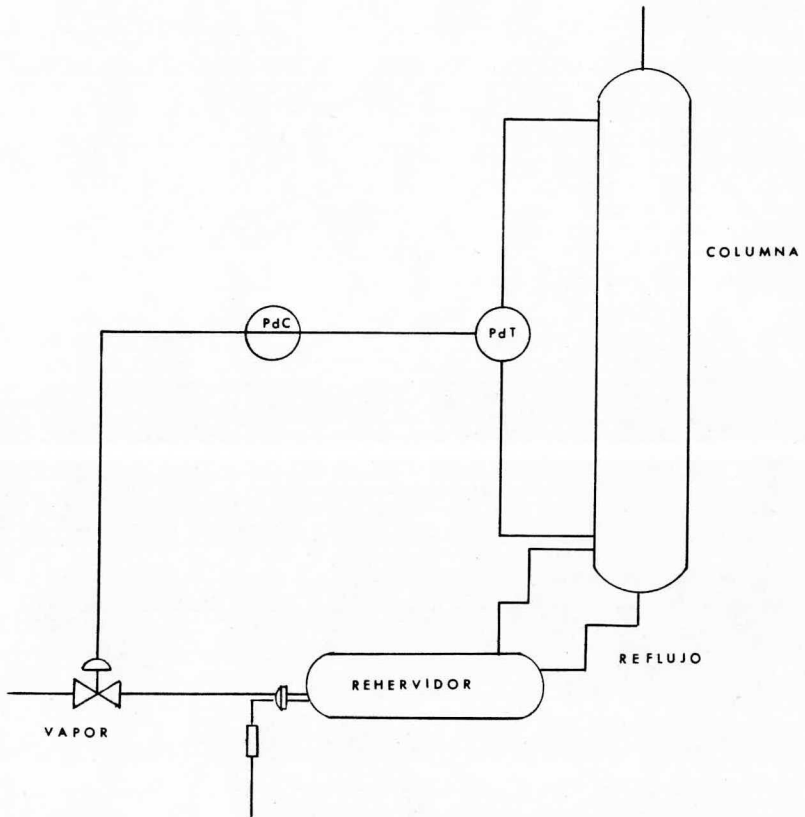 COLUMNA
PdC
PdT
REFLUJO
REHERVIDOR
VAPOR